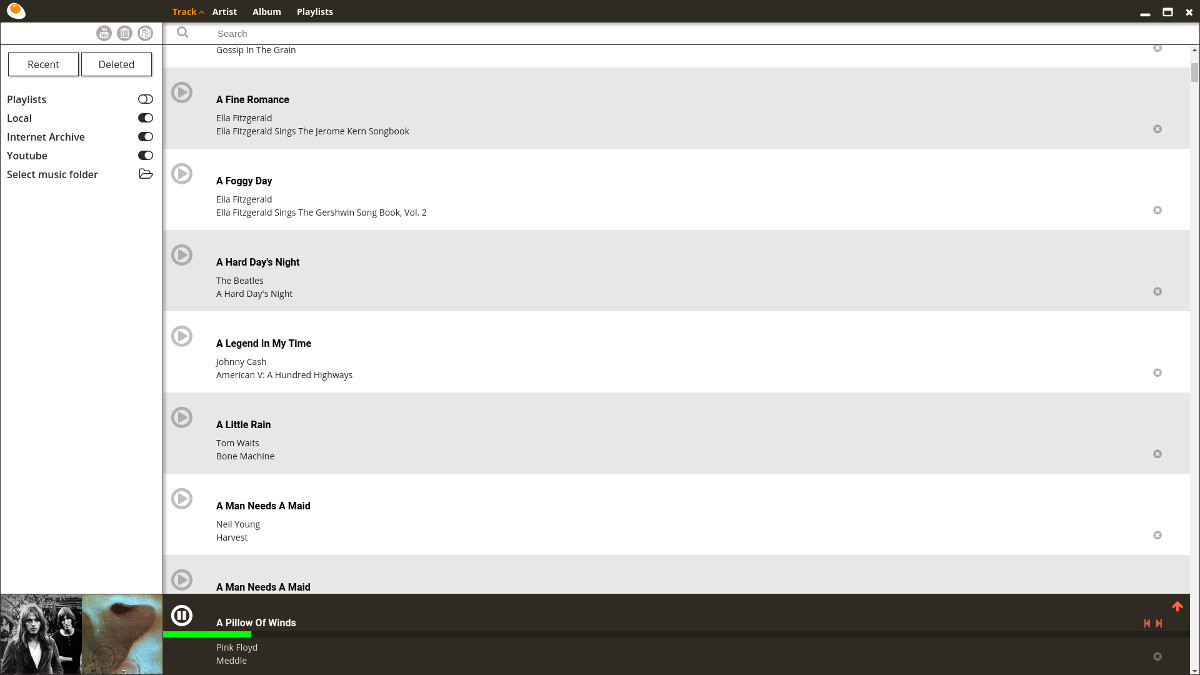 Track Artist Album Playlists
Search
Recent Deleted
Playlists
Local
Internet Archive
Youtube
Select music folder
Gossip In The Grain
A Fine Romance
Ella Fitzgerald
Ella Fitzgerald Sings The Jerome Kern Songbook
A Foggy Day
Ella Fitzgerald
Ella Fitzgerald Sings The Gershwin Song Book, Vol. 2
A Hard Day's Night
The Beatles
A Hard Day's Night
A Legend In My Time
Johnny Cash
American V: A Hundred Highways
A Little Rain
Tom Waits
Bone Machine
A Man Needs A Maid
Neil Young
Harvest
A Man Needs A Maid
A Pillow Of Winds
Pink Floyd
Meddle